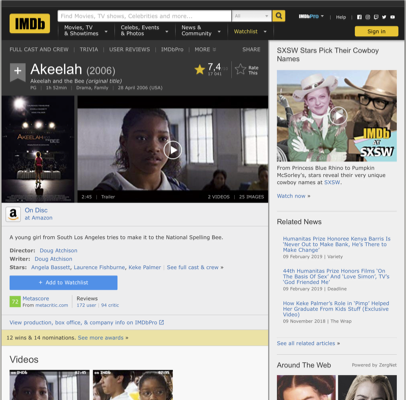 IMDb
Find Movies, TV shows, Celebrities and more...
All
Movies, TV
& Showtimes
Celebs, Events
& Photos
News &
Community
Watchlist
IMDbPro
Help
Sign in
FULL CAST AND CREW | TRIVIA | USER REVIEWS | IMDbPro | MORE
SHARE
Akeelah (2006)
Akeelah and the Bee (original title)
PG | 1h 52min | Drama, Family | 28 April 2006 (USA)
7,4
Rate
This
AKEELAH
2:45 | Trailer
2 VIDEOS | 25 IMAGES
On Disc
at Amazon
A young girl from South Los Angeles tries to make it to the National Spelling Bee.
Director: Doug Atchison
Writer: Doug Atchison
Stars: Angela Bassett, Laurence Fishburne, Keke Palmer | See full cast & crew »
+ Add to Watchlist
Metascore
From metacritic.com
Reviews
172 user | 94 critic
View production, box office, & company info on IMDbPro
12 wins & 14 nominations. See more awards »
Videos
SXSW Stars Pick Their Cowboy
Names
IMDb
AT
SXSW
From Princess Blue Rhino to Pumpkin
McSorley, stars reveal their very unique
cowboy names at SXSW.
Watch now »
Related News
Humanitas Prize Honoree Kenya Barris Is
'Never Out to Make Bank, He's There to
Make Change'
09 February 2019 | Variety
44th Humanitas Prize Honors Films 'On
The Basis Of Sex' And 'Love Simon', TV's
'God Friended Me'
09 February 2019 | Deadline
How Keke Palmer's Role in 'Pimp' Helped
Her Graduate From Kids Stuff (Exclusive
Video)
09 November 2018 | The Wrap
See all related articles »
Around The Web
Powered by ZergNet